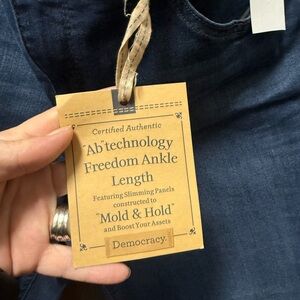 Certified Authentic
"Ab"technology
Freedom Ankle
Length
Featuring Slimming Panels
constructed to
"Mold & Hold"
and Boost Your Assets
Democracy